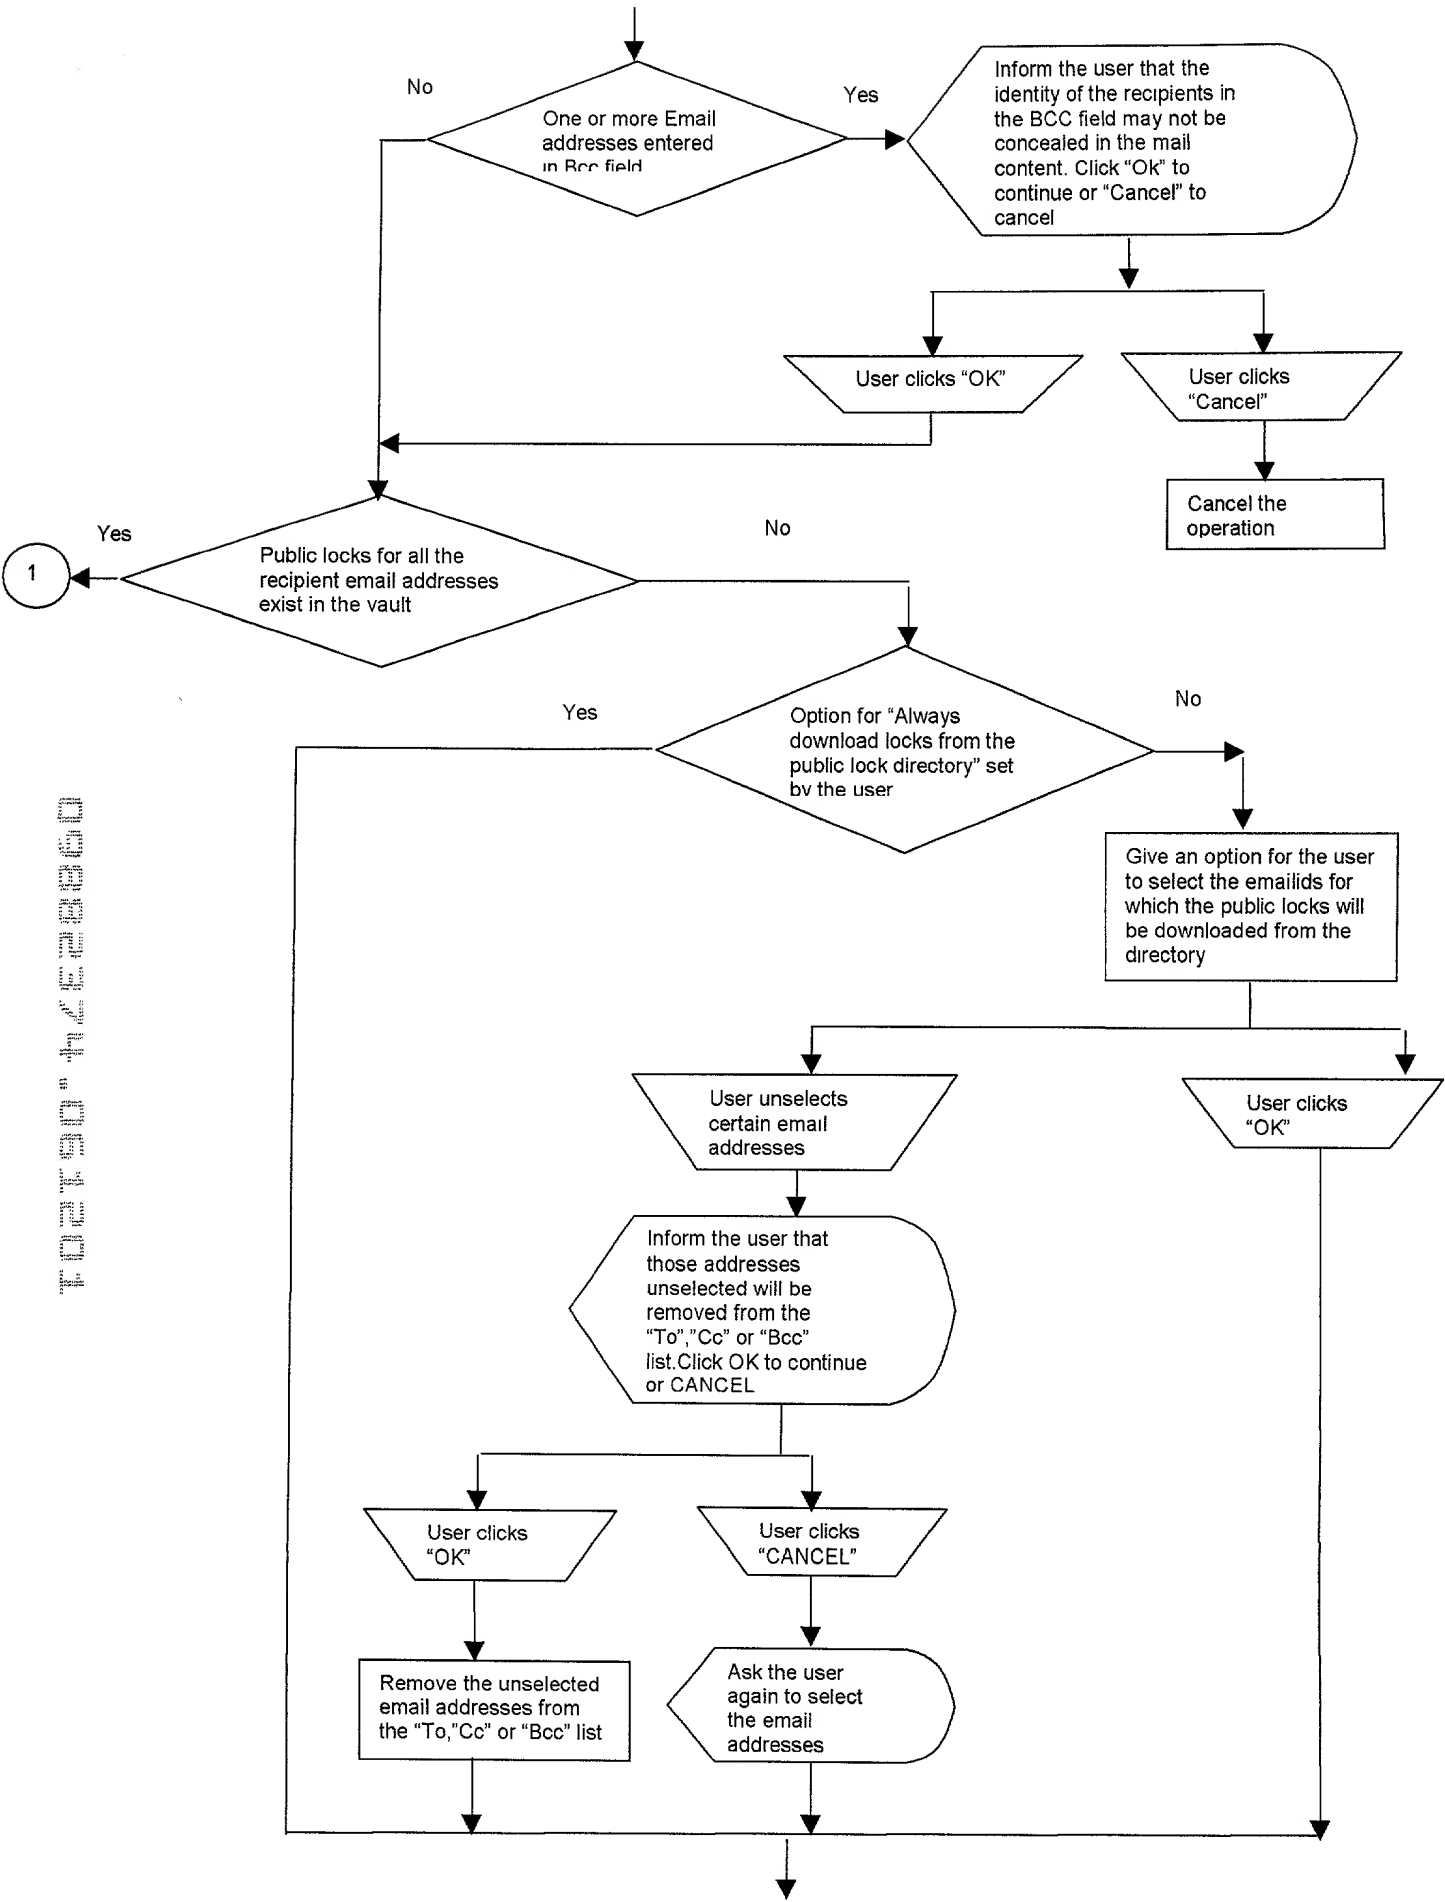 No
Yes
One or more Email
addresses entered
in Bcc field
Inform the user that the
identity of the recipients in
the BCC field may not be
concealed in the mail
content. Click “Ok” to
continue or “Cancel” to
cancel
User clicks “OK”
User clicks
“Cancel”
Cancel the
operation
Yes
No
1
Public locks for all the
recipient email addresses
exist in the vault
Yes
No
Option for “Always
download locks from the
public lock directory” set
by the user
Give an option for the user
to select the emailids for
which the public locks will
be downloaded from the
directory
User unselects
certain email
addresses
User clicks
“OK”
Inform the user that
those addresses
unselected will be
removed from the
“To”,”Cc” or “Bcc”
list.Click OK to continue
or CANCEL
User clicks
“OK”
User clicks
“CANCEL”
Remove the unselected
email addresses from
the “To,”Cc” or “Bcc” list
Ask the user
again to select
the email
addresses